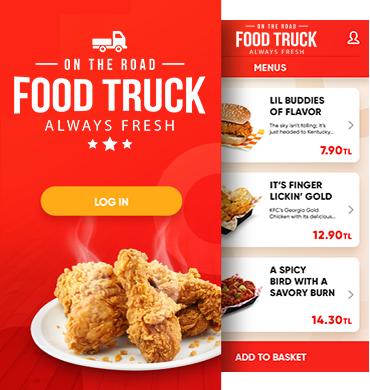 ON THE ROAD
FOOD TRUCK
ALWAYS FRESH
LOG IN
ON THE ROAD
FOOD TRUCK
ALWAYS FRESH
MENUS
LIL BUDDIES
OF FLAVOR
The sky isn't falling; it's
just headed to Kentucky...
7.90TL
IT'S FINGER
LICKIN' GOLD
KFC's Georgia Gold
Chicken with its delicious...
12.90TL
A SPICY
BIRD WITH A
SAVORY BURN
14.30TL
ADD TO BASKET